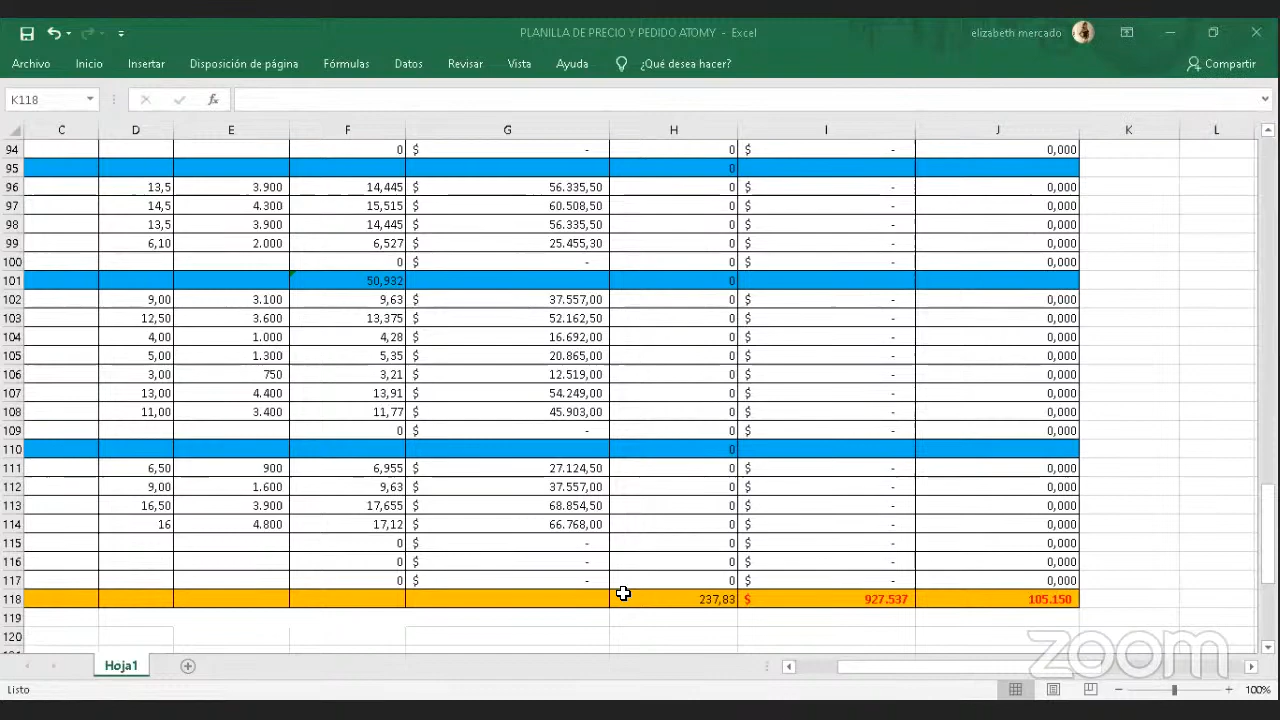 PLANILLA DE PRECIO Y PEDIDO ATOMY - Excel
elizabeth mercado
Archivo Inicio Insertar Disposición de página Fórmulas Datos Revisar Vista Ayuda ¿Qué desea hacer? Compartir
K118 fx
C D E F G H I J K L
94 0 $ - 0 $ - 0,000
95 0
96 13,5 3.900 14,445 $ 56.335,50 0 $ - 0,000
97 14,5 4.300 15,515 $ 60.508,50 0 $ - 0,000
98 13,5 3.900 14,445 $ 56.335,50 0 $ - 0,000
99 6,10 2.000 6,527 $ 25.455,30 0 $ - 0,000
100 0 $ - 0 $ - 0,000
101 50,932 0
102 9,00 3.100 9,63 $ 37.557,00 0 $ - 0,000
103 12,50 3.600 13,375 $ 52.162,50 0 $ - 0,000
104 4,00 1.000 4,28 $ 16.692,00 0 $ - 0,000
105 5,00 1.300 5,35 $ 20.865,00 0 $ - 0,000
106 3,00 750 3,21 $ 12.519,00 0 $ - 0,000
107 13,00 4.400 13,91 $ 54.249,00 0 $ - 0,000
108 11,00 3.400 11,77 $ 45.903,00 0 $ - 0,000
109 0 $ - 0 $ - 0,000
110 0
111 6,50 900 6,955 $ 27.124,50 0 $ - 0,000
112 9,00 1.600 9,63 $ 37.557,00 0 $ - 0,000
113 16,50 3.900 17,655 $ 68.854,50 0 $ - 0,000
114 16 4.800 17,12 $ 66.768,00 0 $ - 0,000
115 0 $ - 0 $ - 0,000
116 0 $ - 0 $ - 0,000
117 0 $ - 0 $ - 0,000
118 237,83 $ 927.537 105.150
119
120
zoom
Hoja1
Listo 100%